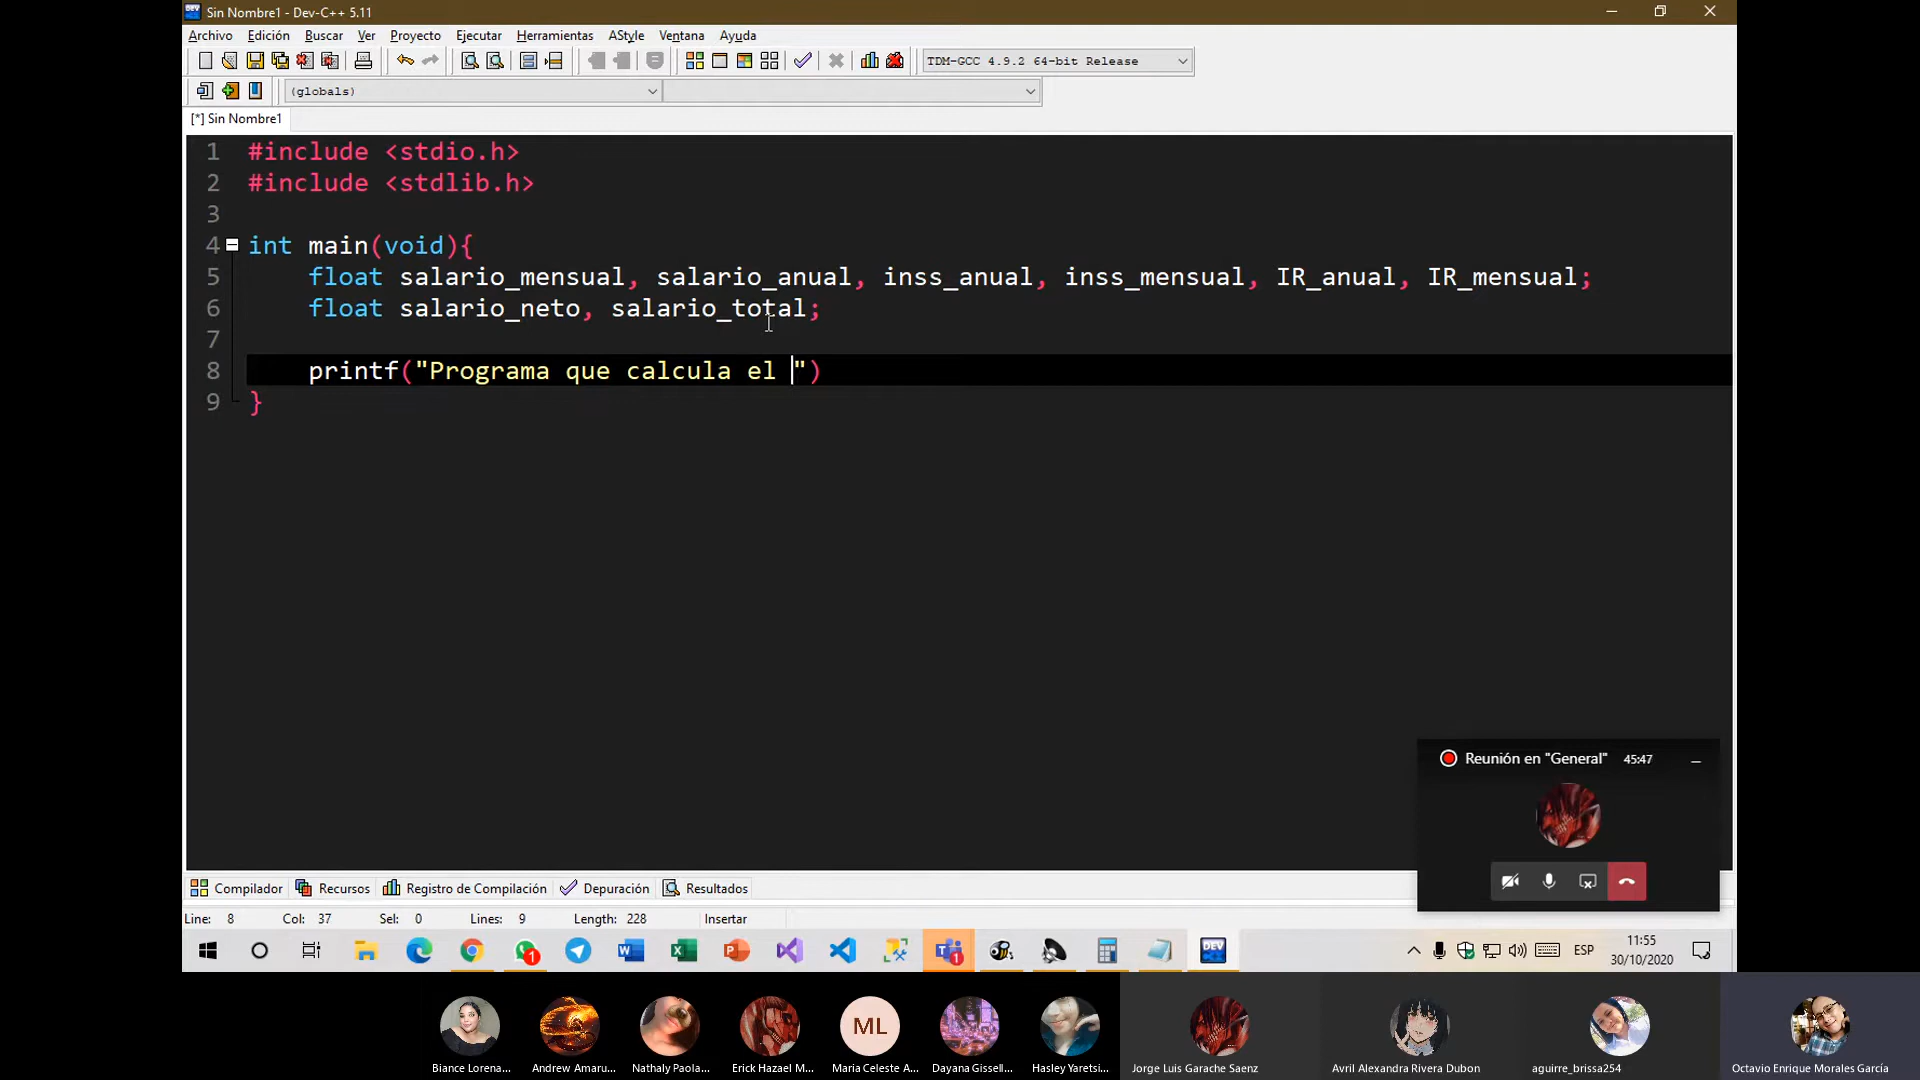 Sin Nombre1 - Dev-C++ 5.11
Archivo Edición Buscar Ver Proyecto Ejecutar Herramientas AStyle Ventana Ayuda
TDM-GCC 4.9.2 64-bit Release
(globals)
[*] Sin Nombre1
1 #include <stdio.h>
2 #include <stdlib.h>
3
4 int main(void){
5 float salario_mensual, salario_anual, inss_anual, inss_mensual, IR_anual, IR_mensual;
6 float salario_neto, salario_total;
7
8 printf("Programa que calcula el ")
9 }
Reunión en "General" 45:47
Compilador Recursos Registro de Compilación Depuración Resultados
Line: 8 Col: 37 Sel: 0 Lines: 9 Length: 228 Insertar
ESP 11:55
30/10/2020
ML
Biance Lorena... Andrew Amaru... Nathaly Paola... Erick Hazael M... Maria Celeste A... Dayana Gissell... Hasley Yaretsi... Jorge Luis Garache Saenz Avril Alexandra Rivera Dubon aguirre_brissa254 Octavio Enrique Morales García